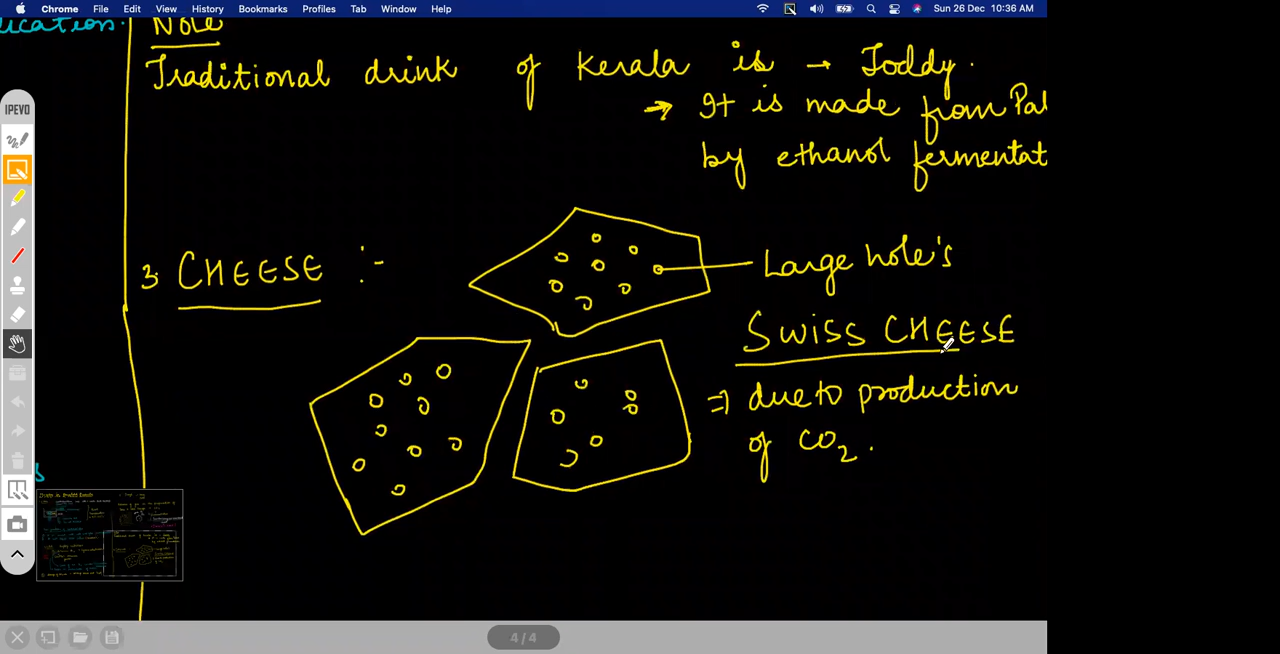 Chrome File Edit View History Bookmarks Profiles Tab Window Help Sun 26 Dec 10:36 AM
ication.
Note
Traditional drink of Kerala is → Toddy.
IPEVO
→ It is made from Pal
by ethanol fermentat
3. CHEESE :-
Large hole's
SWISS CHEESE
⇒ due to production
of CO2.
4/4